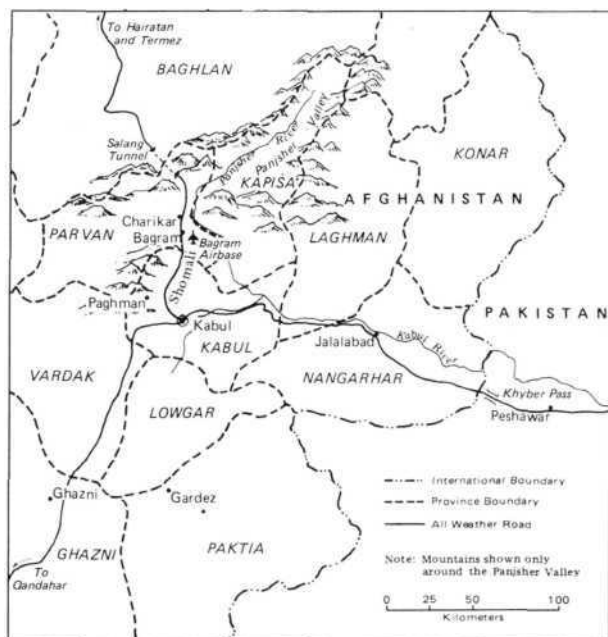 To Hairatan
and Termez
BAGHLAN
Salang
Tunnel
Panjsher River
Panjsher Valley
KAPISA
KONAR
AFGHANISTAN
PARVAN
Charikar
Bagram
Bagram
Airbase
LAGHMAN
Shomali
Paghman
PAKISTAN
Kabul
KABUL
Jalalabad
Kabul River
VARDAK
NANGARHAR
Khyber Pass
Peshawar
LOWGAR
Ghazni
Gardez
GHAZNI
PAKTIA
To
Qandahar
International Boundary
Province Boundary
All Weather Road
Note: Mountains shown only
around the Panjsher Valley
0 25 50 100
Kilometers